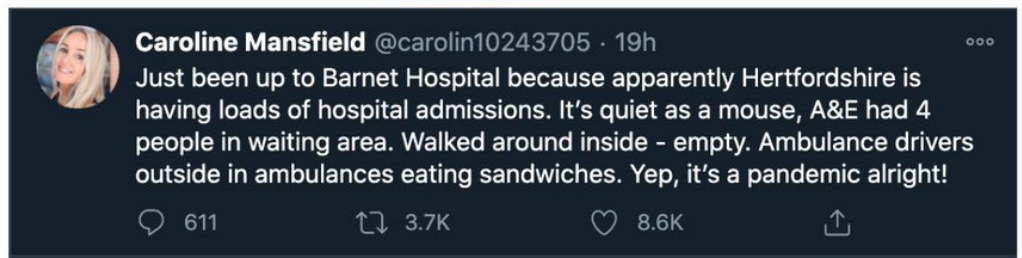 Caroline Mansfield @carolin10243705 · 19h
Just been up to Barnet Hospital because apparently Hertfordshire is
having loads of hospital admissions. It’s quiet as a mouse, A&E had 4
people in waiting area. Walked around inside - empty. Ambulance drivers
outside in ambulances eating sandwiches. Yep, it’s a pandemic alright!
611 3.7K 8.6K